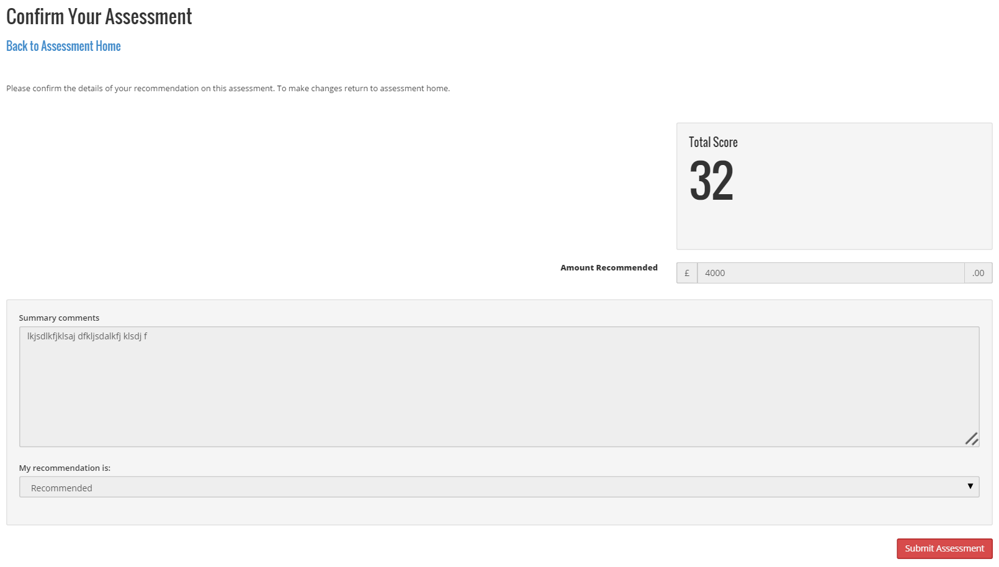 Confirm Your Assessment
Back to Assessment Home
Please confirm the details of your recommendation on this assessment. To make changes return to assessment home.
Total Score
32
Amount Recommended £ 4000 .00
Summary comments
lkjsdlkfjklsaj dfkljsdalkfj klsdj f
My recommendation is:
Recommended
Submit Assessment